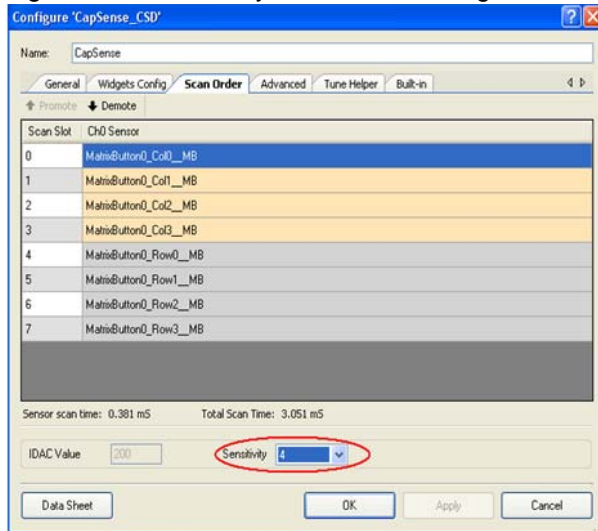 Configure 'CapSense_CSD'
Name: CapSense
General Widgets Config Scan Order Advanced Tune Helper Built-in
Promote Demote
Scan Slot Ch0 Sensor
0 MatrixButton0_Col0__MB
1 MatrixButton0_Col1__MB
2 MatrixButton0_Col2__MB
3 MatrixButton0_Col3__MB
4 MatrixButton0_Row0__MB
5 MatrixButton0_Row1__MB
6 MatrixButton0_Row2__MB
7 MatrixButton0_Row3__MB
Sensor scan time: 0.381 mS Total Scan Time: 3.051 mS
IDAC Value 200 Sensitivity 4
Data Sheet OK Apply Cancel